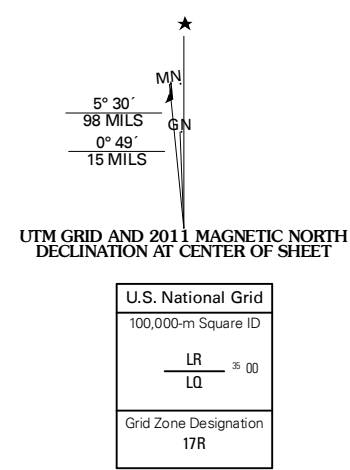 ★
MN
5° 30´
98 MILS
GN
0° 49´
15 MILS
UTM GRID AND 2011 MAGNETIC NORTH
DECLINATION AT CENTER OF SHEET
U.S. National Grid
100,000-m Square ID
LR
35 00
LQ
Grid Zone Designation
17R